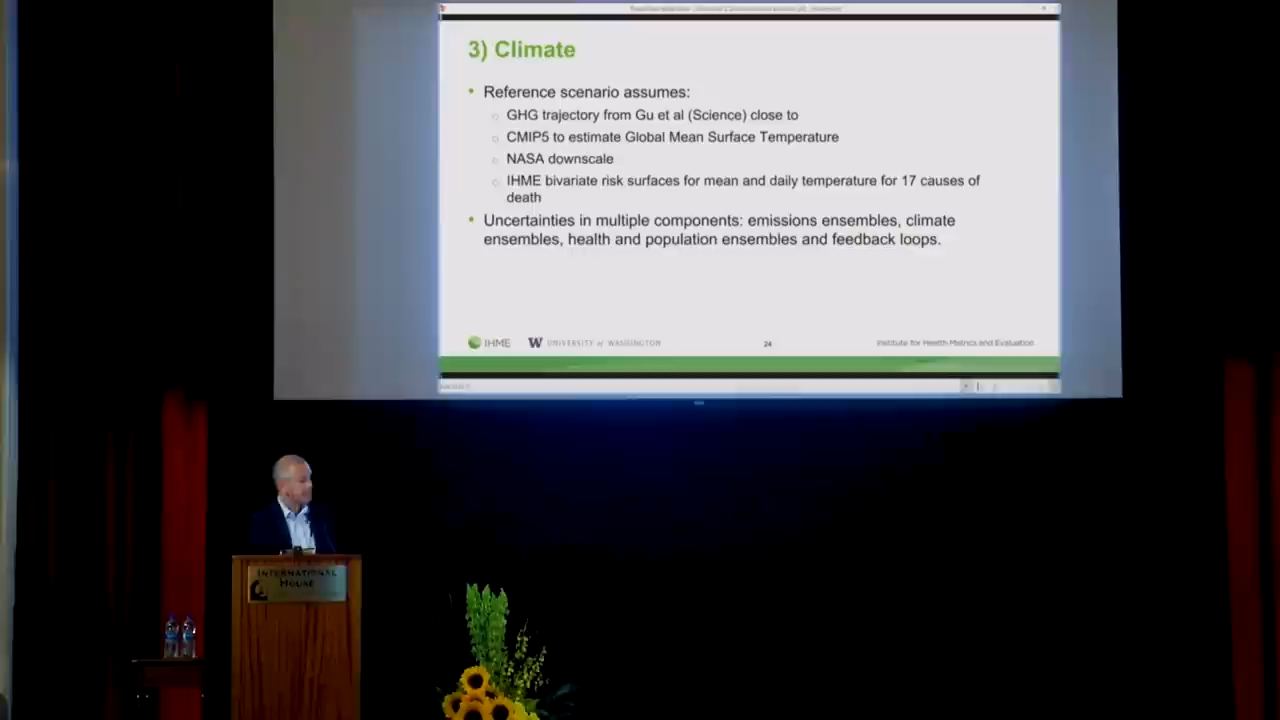 3) Climate
• Reference scenario assumes:
○ GHG trajectory from Gu et al (Science) close to
○ CMIP5 to estimate Global Mean Surface Temperature
○ NASA downscale
○ IHME bivariate risk surfaces for mean and daily temperature for 17 causes of
death
• Uncertainties in multiple components: emissions ensembles, climate
ensembles, health and population ensembles and feedback loops.
IHME W UNIVERSITY of WASHINGTON 24 Institute for Health Metrics and Evaluation
INTERNATIONAL
HOUSE